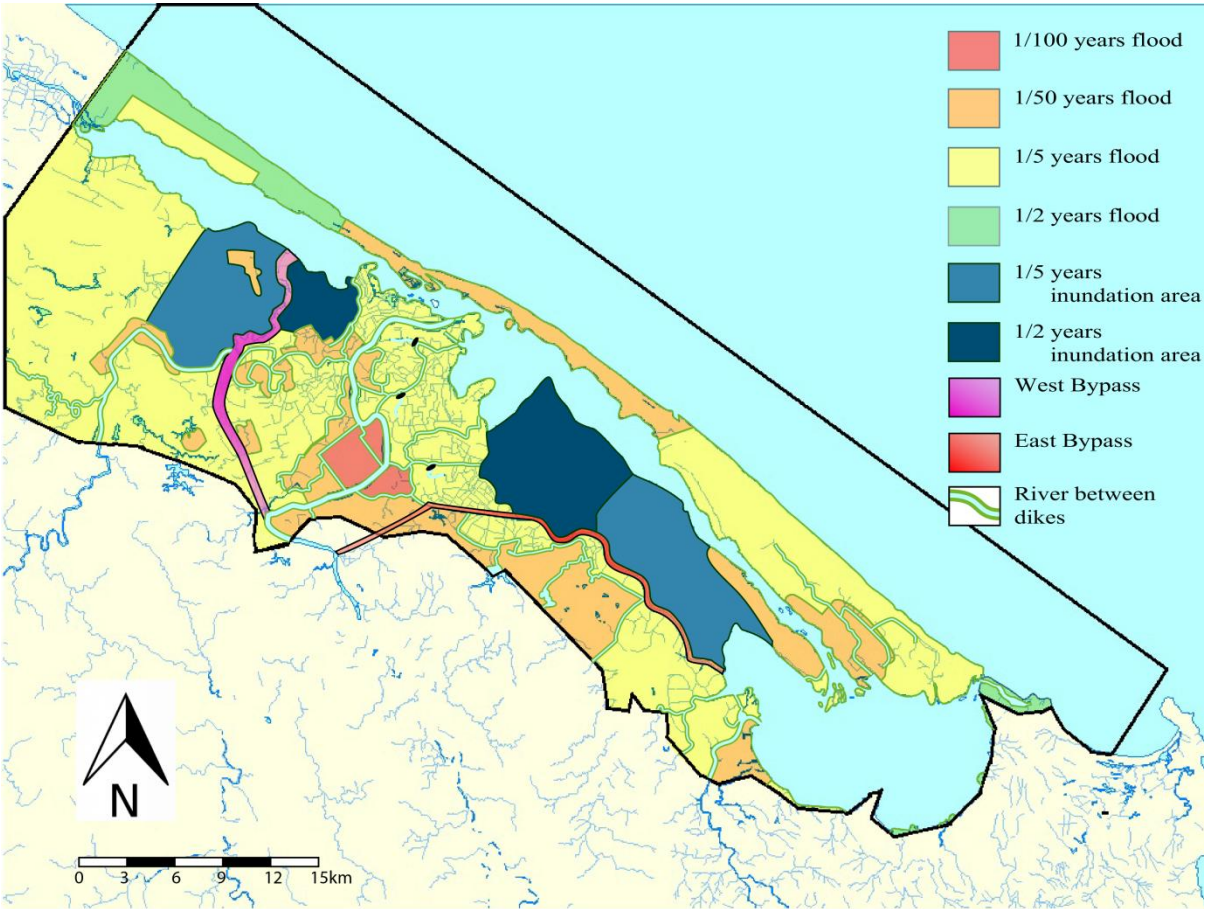 1/100 years flood
1/50 years flood
1/5 years flood
1/2 years flood
1/5 years
inundation area
1/2 years
inundation area
West Bypass
East Bypass
River between
dikes
N
0 3 6 9 12 15km